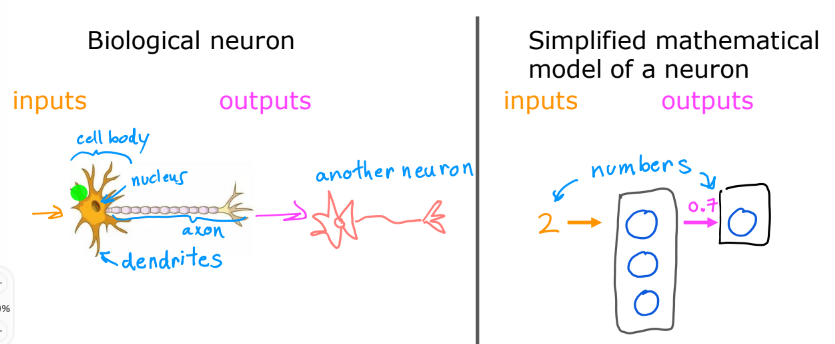 Biological neuron
inputs
outputs
cell body
nucleus
another neuron
axon
dendrites
%
Simplified mathematical
model of a neuron
inputs
outputs
numbers
2
0.7